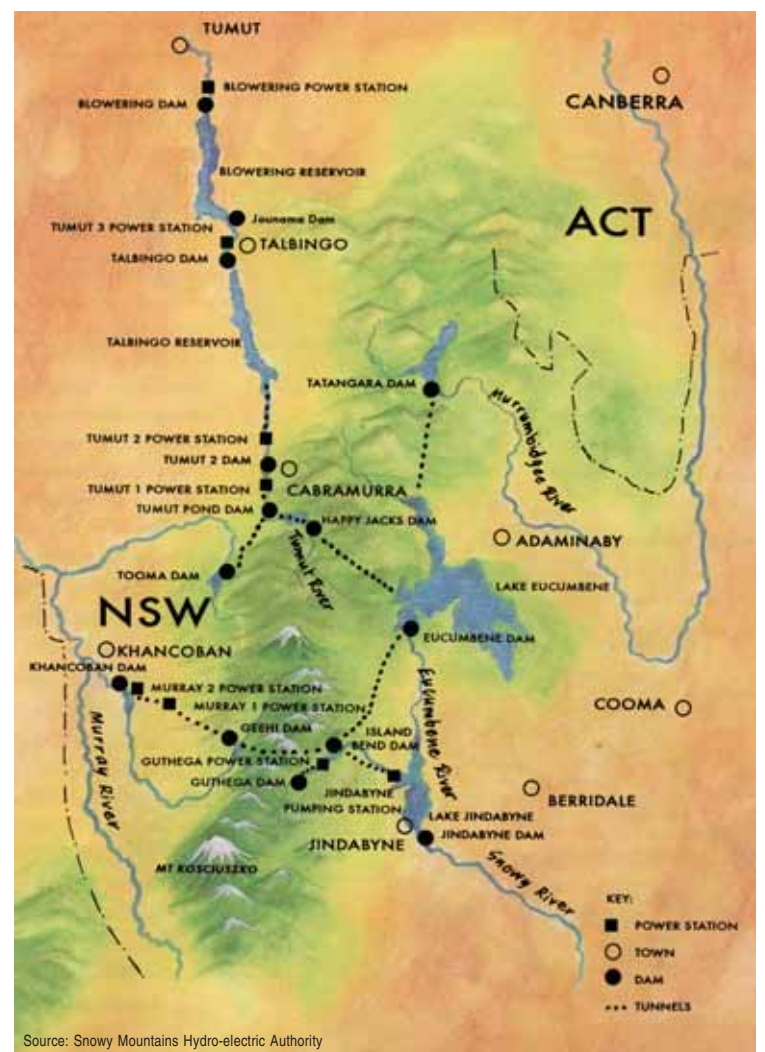 TUMUT
BLOWERING POWER STATION
BLOWERING DAM
CANBERRA
BLOWERING RESERVOIR
Jounama Dam
ACT
TUMUT 3 POWER STATION
TALBINGO
TALBINGO DAM
TALBINGO RESERVOIR
TATANGARA DAM
Murrumbidgee River
TUMUT 2 POWER STATION
TUMUT 2 DAM
TUMUT 1 POWER STATION
CABRAMURRA
TUMUT POND DAM
HAPPY JACKS DAM
Tumut River
ADAMINABY
TOOMA DAM
LAKE EUCUMBENE
NSW
EUCUMBENE DAM
KHANCOBAN
KHANCOBAN DAM
MURRAY 2 POWER STATION
MURRAY 1 POWER STATION
Eucumbene River
COOMA
Murray River
GEEHI DAM
ISLAND
BEND DAM
GUTHEGA POWER STATION
GUTHEGA DAM
JINDABYNE
PUMPING STATION
BERRIDALE
LAKE JINDABYNE
JINDABYNE DAM
JINDABYNE
Snowy River
MT KOSCIUSZKO
KEY:
POWER STATION
TOWN
DAM
TUNNELS
Source: Snowy Mountains Hydro-electric Authority